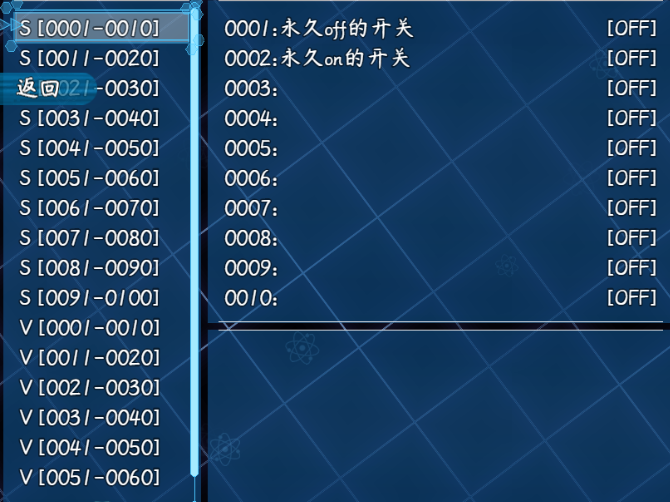 S [0001-0010]
S [0011-0020]
返回 021-0030]
S [0031-0040]
S [0041-0050]
S [0051-0060]
S [0061-0070]
S [0071-0080]
S [0081-0090]
S [0091-0100]
V [0001-0010]
V [0011-0020]
V [0021-0030]
V [0031-0040]
V [0041-0050]
V [0051-0060]
0001:永久off的开关 [OFF]
0002:永久on的开关 [OFF]
0003: [OFF]
0004: [OFF]
0005: [OFF]
0006: [OFF]
0007: [OFF]
0008: [OFF]
0009: [OFF]
0010: [OFF]